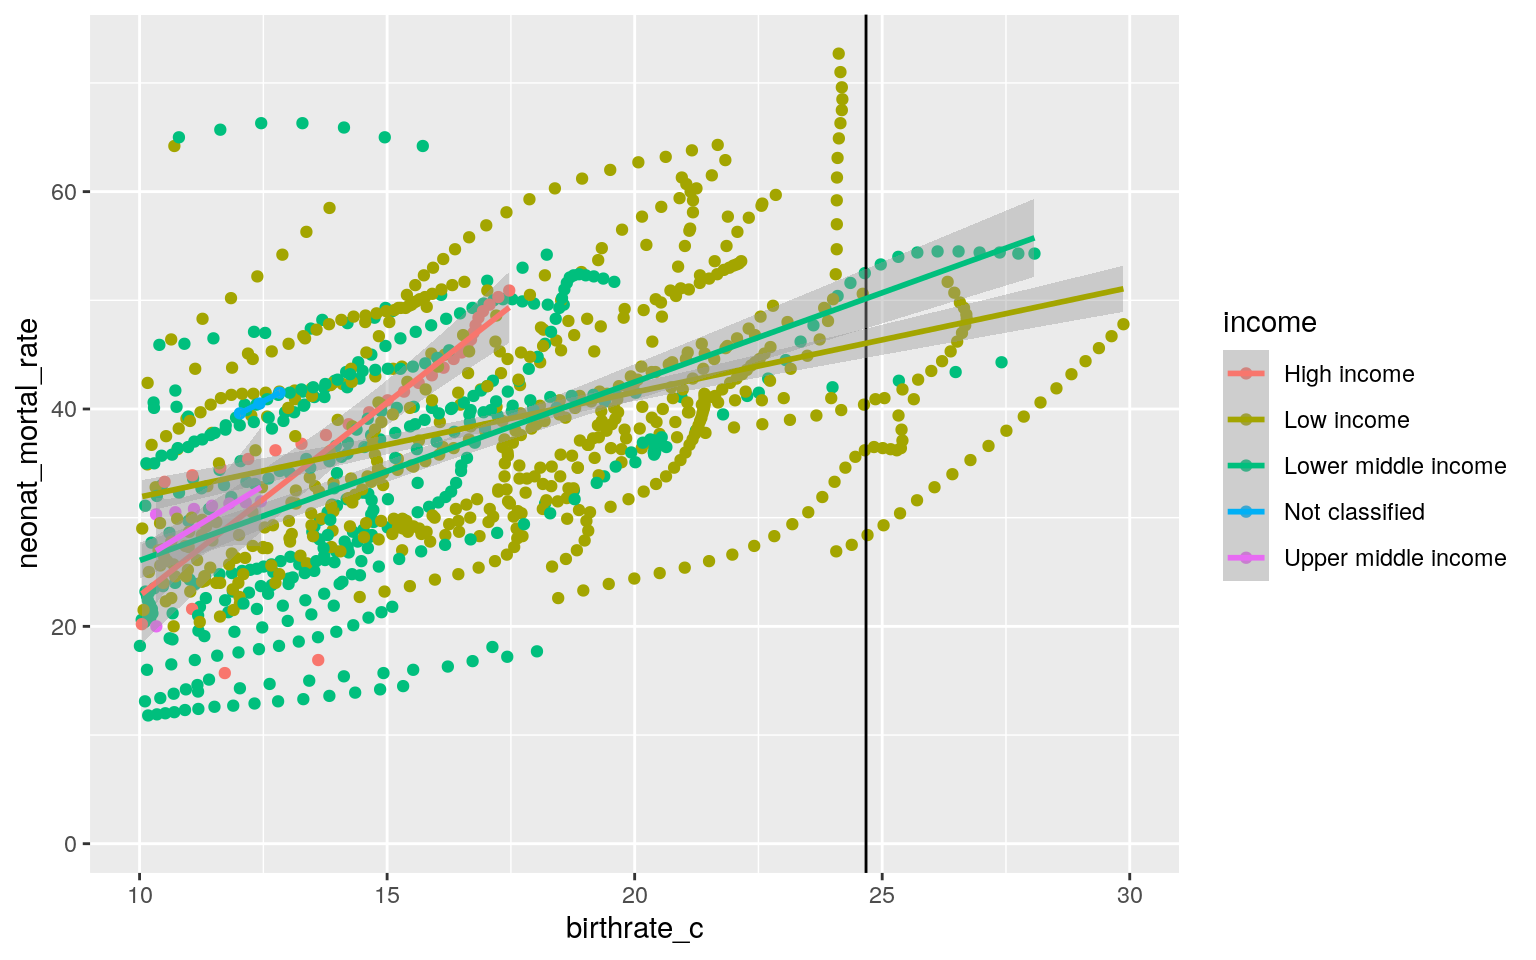 neonat_mortal_rate
60
40
20
0
10 15 20 25 30
birthrate_c
income
High income
Low income
Lower middle income
Not classified
Upper middle income